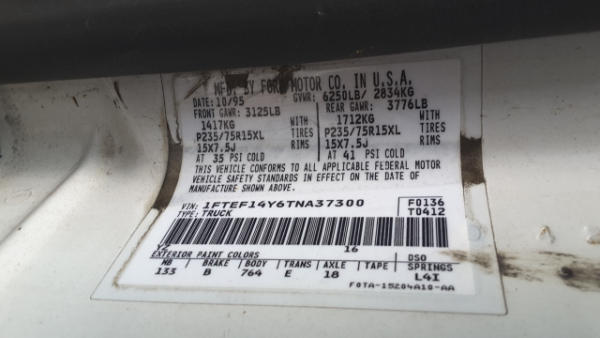 MFD. BY FORD MOTOR CO. IN U.S.A.
DATE: 10/95 GVWR: 6250LB/ 2834KG
FRONT GAWR: 3125LB REAR GAWR: 3776LB
1417KG WITH 1712KG WITH
P235/75R15XL TIRES P235/75R15XL TIRES
15X7.5J RIMS 15X7.5J RIMS
AT 35 PSI COLD AT 41 PSI COLD
THIS VEHICLE CONFORMS TO ALL APPLICABLE FEDERAL MOTOR
VEHICLE SAFETY STANDARDS IN EFFECT ON THE DATE OF
MANUFACTURE SHOWN ABOVE.
VIN: 1FTEF14Y6TNA37300 F0136
TYPE: TRUCK T0412
YZ 16
EXTERIOR PAINT COLORS DSO
WB BRAKE BODY TRANS AXLE TAPE SPRINGS
133 B 764 E 18 L4I
F0TA-15204A10-AA